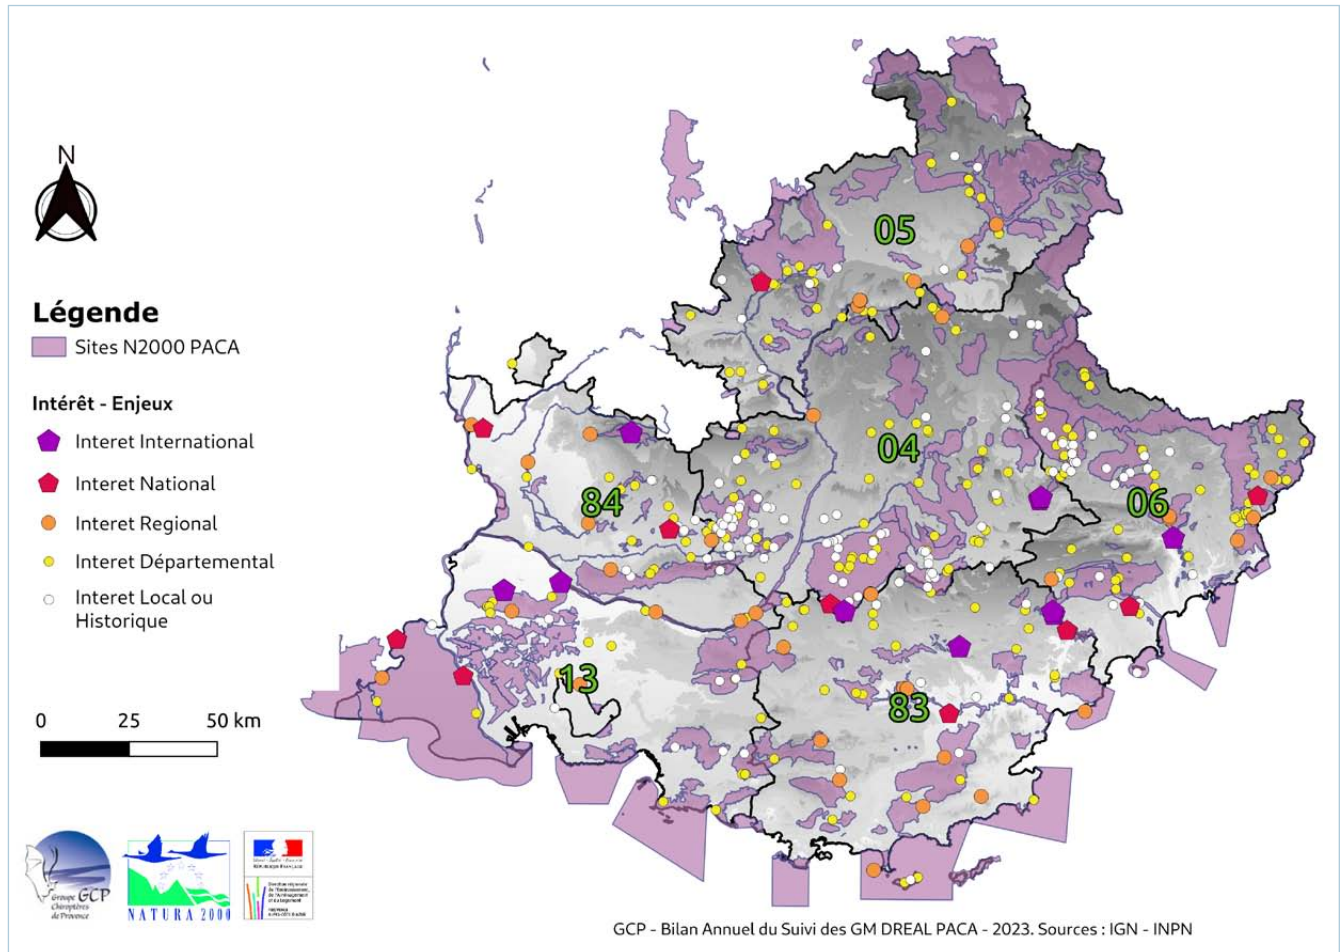 N
Légende
Sites N2000 PACA
Intérêt - Enjeux
Interet International
Interet National
Interet Regional
Interet Départemental
Interet Local ou
Historique
0 25 50 km
05
04
84
06
13
83
Groupe GCP
Chiroptères
de Provence
NATURA 2000
RÉPUBLIQUE FRANÇAISE
GCP - Bilan Annuel du Suivi des GM DREAL PACA - 2023. Sources : IGN - INPN